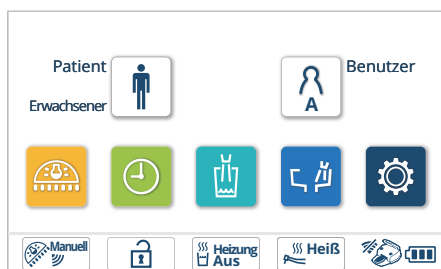 Patient
Benutzer
Erwachsener
A
Manuell
Heizung
Aus
Heiß